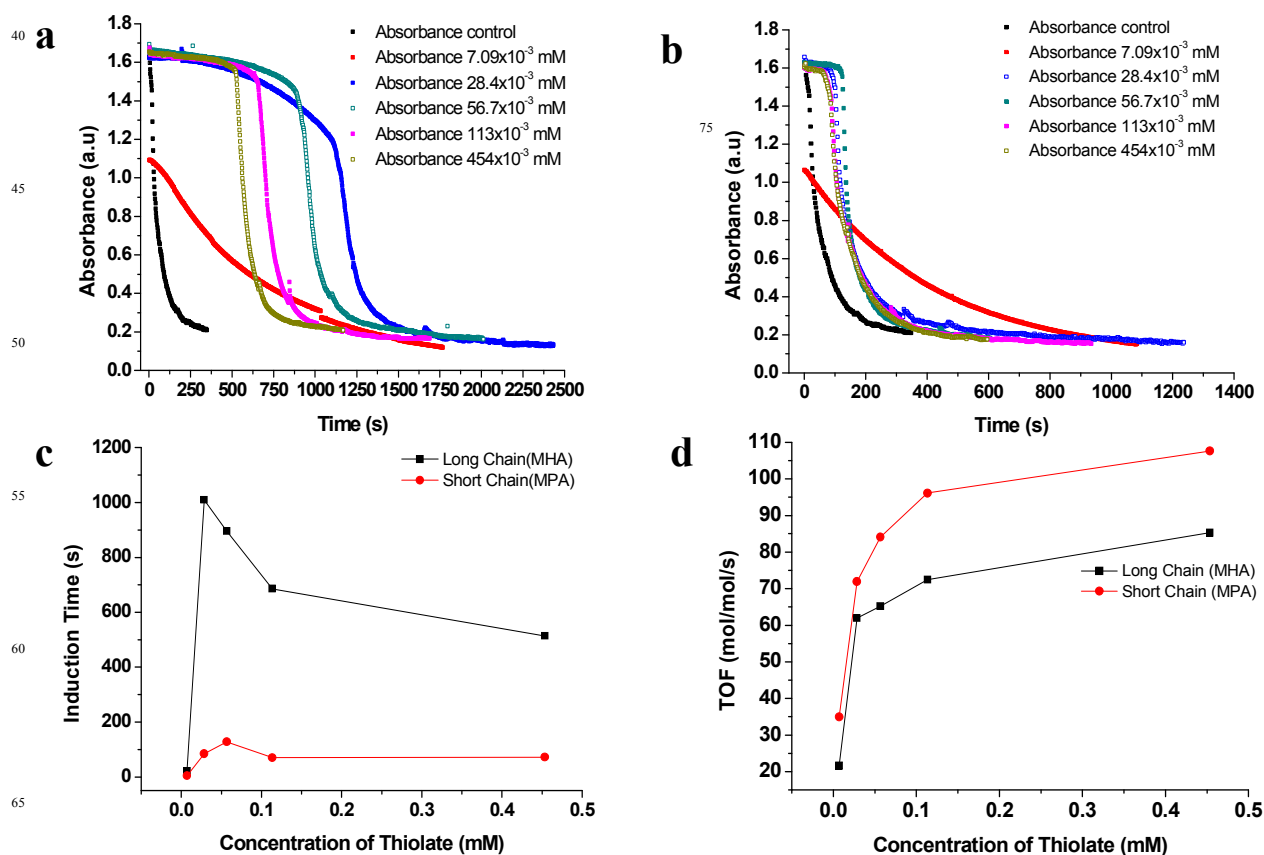 40
45
50
55
60
65
75
a
1.8
1.6
1.4
1.2
1.0
0.8
0.6
0.4
0.2
0.0
Absorbance (a.u)
Absorbance control
Absorbance 7.09x10-3 mM
Absorbance 28.4x10-3 mM
Absorbance 56.7x10-3 mM
Absorbance 113x10-3 mM
Absorbance 454x10-3 mM
0 250 500 750 1000 1250 1500 1750 2000 2250 2500
Time (s)
b
1.8
1.6
1.4
1.2
1.0
0.8
0.6
0.4
0.2
0.0
Absorbance (a.u)
Absorbance control
Absorbance 7.09x10-3 mM
Absorbance 28.4x10-3 mM
Absorbance 56.7x10-3 mM
Absorbance 113x10-3 mM
Absorbance 454x10-3 mM
0 200 400 600 800 1000 1200 1400
Time (s)
c
1200
1000
800
600
400
200
0
Induction Time (s)
Long Chain(MHA)
Short Chain(MPA)
0.0 0.1 0.2 0.3 0.4 0.5
Concentration of Thiolate (mM)
d
110
100
90
80
70
60
50
40
30
20
TOF (mol/mol/s)
Long Chain (MHA)
Short Chain (MPA)
0.0 0.1 0.2 0.3 0.4 0.5
Concentration of Thiolate (mM)